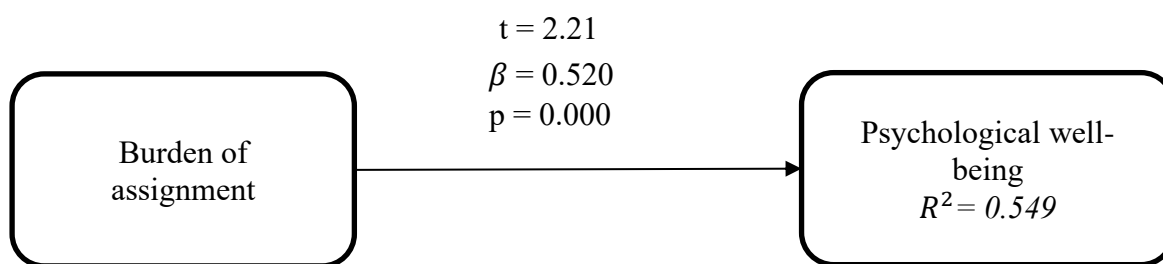 t = 2.21
𝛽 = 0.520
p = 0.000
Burden of
assignment
Psychological well-
being
R² = 0.549